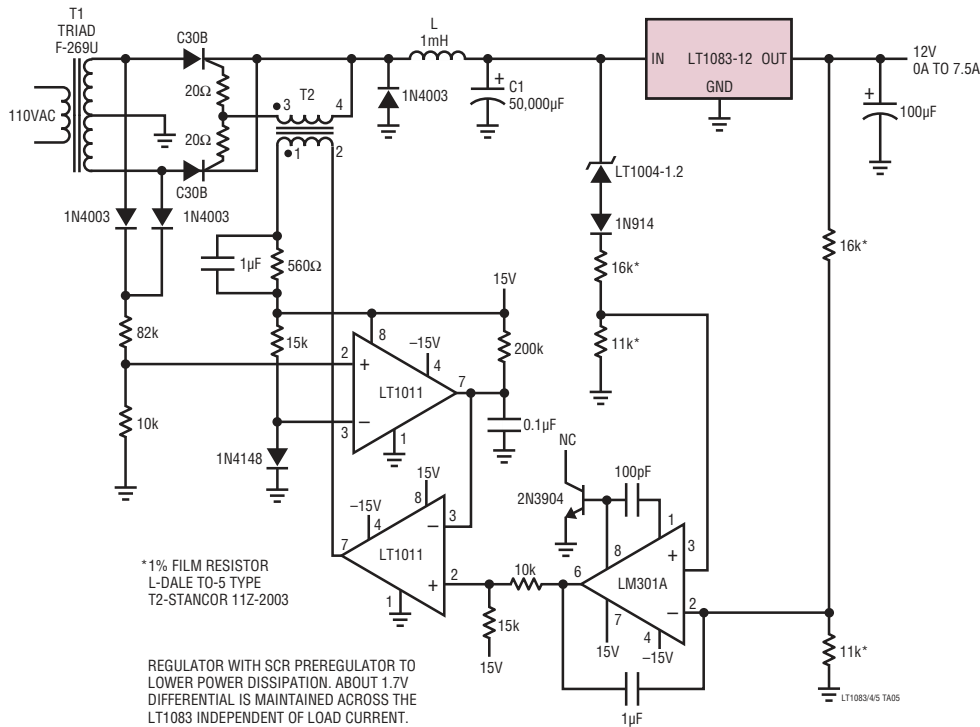 T1
TRIAD
F-269U
110VAC
C30B
20Ω
20Ω
C30B
T2
3
4
1
2
L
1mH
1N4003
+
C1
50,000µF
IN
LT1083-12
OUT
GND
12V
0A TO 7.5A
+
100µF
1N4003
1N4003
1µF
560Ω
LT1004-1.2
1N914
16k*
16k*
11k*
82k
10k
15k
1N4148
15V
200k
0.1µF
8
–15V
4
2
+
7
LT1011
–
3
1
15V
–15V
8
4
–
3
7
LT1011
+
2
1
10k
15k
15V
NC
2N3904
100pF
1
8
+
3
6
LM301A
–
2
7
4
15V
–15V
1µF
11k*
*1% FILM RESISTOR
L-DALE TO-5 TYPE
T2-STANCOR 11Z-2003
REGULATOR WITH SCR PREREGULATOR TO
LOWER POWER DISSIPATION. ABOUT 1.7V
DIFFERENTIAL IS MAINTAINED ACROSS THE
LT1083 INDEPENDENT OF LOAD CURRENT.
LT1083/4/5 TA05